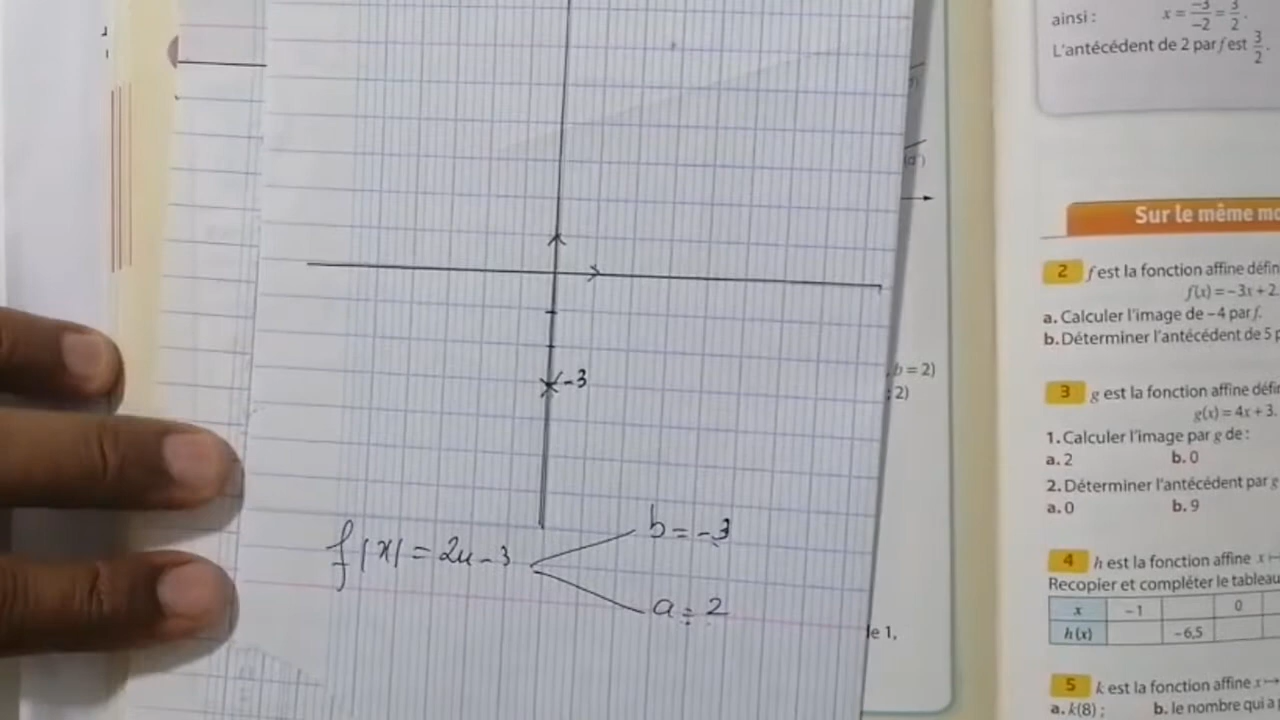 -3
f(x) = 2x - 3
b = -3
a = 2
(d')
b = 2)
; 2)
le 1,
ainsi : x = -3/-2 = 3/2.
L'antécédent de 2 par f est 3/2.
Sur le même mo
2 f est la fonction affine défin
f(x) = -3x + 2.
a. Calculer l'image de -4 par f.
b. Déterminer l'antécédent de 5 p
3 g est la fonction affine défin
g(x) = 4x + 3.
1. Calculer l'image par g de :
a. 2 b. 0
2. Déterminer l'antécédent par g
a. 0 b. 9
4 h est la fonction affine x ↦
Recopier et compléter le tableau
x -1 0
h(x) -6,5
5 k est la fonction affine x ↦
a. k(8) ; b. le nombre qui a